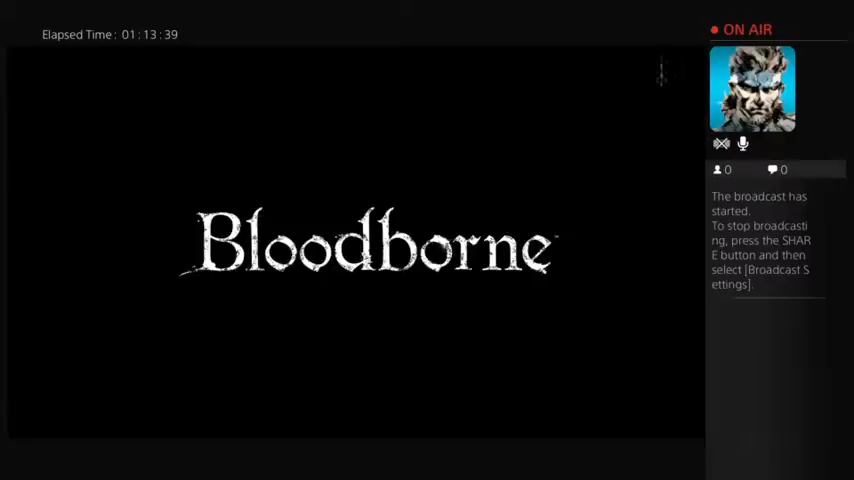 Elapsed Time: 01:13:39
ON AIR
0 0
The broadcast has
started.
To stop broadcasti
ng, press the SHAR
E button and then
select [Broadcast S
ettings].
Bloodborne™